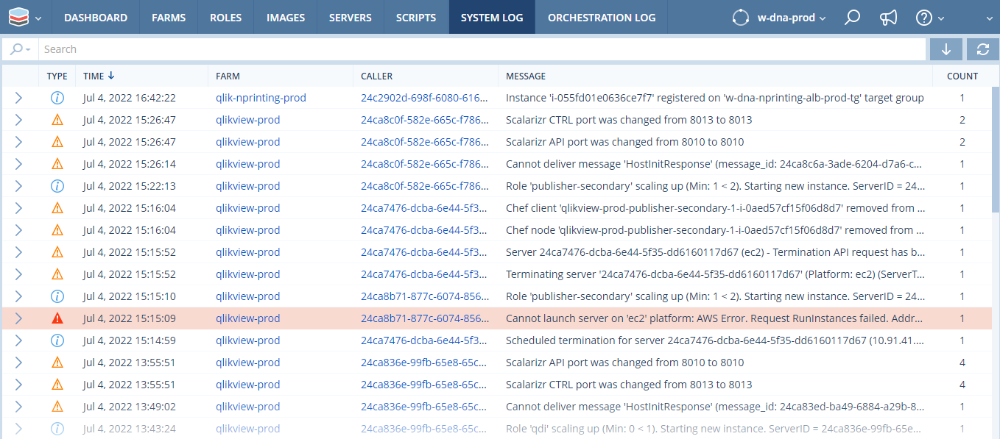 DASHBOARD FARMS ROLES IMAGES SERVERS SCRIPTS SYSTEM LOG ORCHESTRATION LOG w-dna-prod
Search
TYPE TIME FARM CALLER MESSAGE COUNT
Jul 4, 2022 16:42:22 qlik-nprinting-prod 24c2902d-698f-6080-616... Instance 'i-055fd01e0636ce7f7' registered on 'w-dna-nprinting-alb-prod-tg' target group 1
Jul 4, 2022 15:26:47 qlikview-prod 24ca8c0f-582e-665c-f786... Scalarizr CTRL port was changed from 8013 to 8013 2
Jul 4, 2022 15:26:47 qlikview-prod 24ca8c0f-582e-665c-f786... Scalarizr API port was changed from 8010 to 8010 2
Jul 4, 2022 15:26:14 qlikview-prod 24ca8c0f-582e-665c-f786... Cannot deliver message 'HostInitResponse' (message_id: 24ca8c6a-3ade-6204-d7a6-c... 1
Jul 4, 2022 15:22:13 qlikview-prod 24ca8c0f-582e-665c-f786... Role 'publisher-secondary' scaling up (Min: 1 < 2). Starting new instance. ServerID = 24... 1
Jul 4, 2022 15:16:04 qlikview-prod 24ca7476-dcba-6e44-5f3... Chef client 'qlikview-prod-publisher-secondary-1-i-0aed57cf15f06d8d7' removed from ... 1
Jul 4, 2022 15:16:04 qlikview-prod 24ca7476-dcba-6e44-5f3... Chef node 'qlikview-prod-publisher-secondary-1-i-0aed57cf15f06d8d7' removed from ... 1
Jul 4, 2022 15:15:52 qlikview-prod 24ca7476-dcba-6e44-5f3... Server 24ca7476-dcba-6e44-5f35-dd6160117d67 (ec2) - Termination API request has b... 1
Jul 4, 2022 15:15:52 qlikview-prod 24ca7476-dcba-6e44-5f3... Terminating server '24ca7476-dcba-6e44-5f35-dd6160117d67' (Platform: ec2) (ServerT... 1
Jul 4, 2022 15:15:10 qlikview-prod 24ca8b71-877c-6074-856... Role 'publisher-secondary' scaling up (Min: 1 < 2). Starting new instance. ServerID = 24... 1
Jul 4, 2022 15:15:09 qlikview-prod 24ca8b71-877c-6074-856... Cannot launch server on 'ec2' platform: AWS Error. Request RunInstances failed. Addr... 1
Jul 4, 2022 15:14:59 qlikview-prod 24ca7476-dcba-6e44-5f3... Scheduled termination for server 24ca7476-dcba-6e44-5f35-dd6160117d67 (10.91.41.... 1
Jul 4, 2022 13:55:51 qlikview-prod 24ca836e-99fb-65e8-65c... Scalarizr API port was changed from 8010 to 8010 4
Jul 4, 2022 13:55:51 qlikview-prod 24ca836e-99fb-65e8-65c... Scalarizr CTRL port was changed from 8013 to 8013 4
Jul 4, 2022 13:49:02 qlikview-prod 24ca836e-99fb-65e8-65c... Cannot deliver message 'HostInitResponse' (message_id: 24ca83ed-ba49-6884-a29b-8... 1
Jul 4, 2022 13:43:24 qlikview-prod 24ca836e-99fb-65e8-65c... Role 'qdi' scaling up (Min: 0 < 1). Starting new instance. ServerID = 24ca836e-99fb-65e... 1